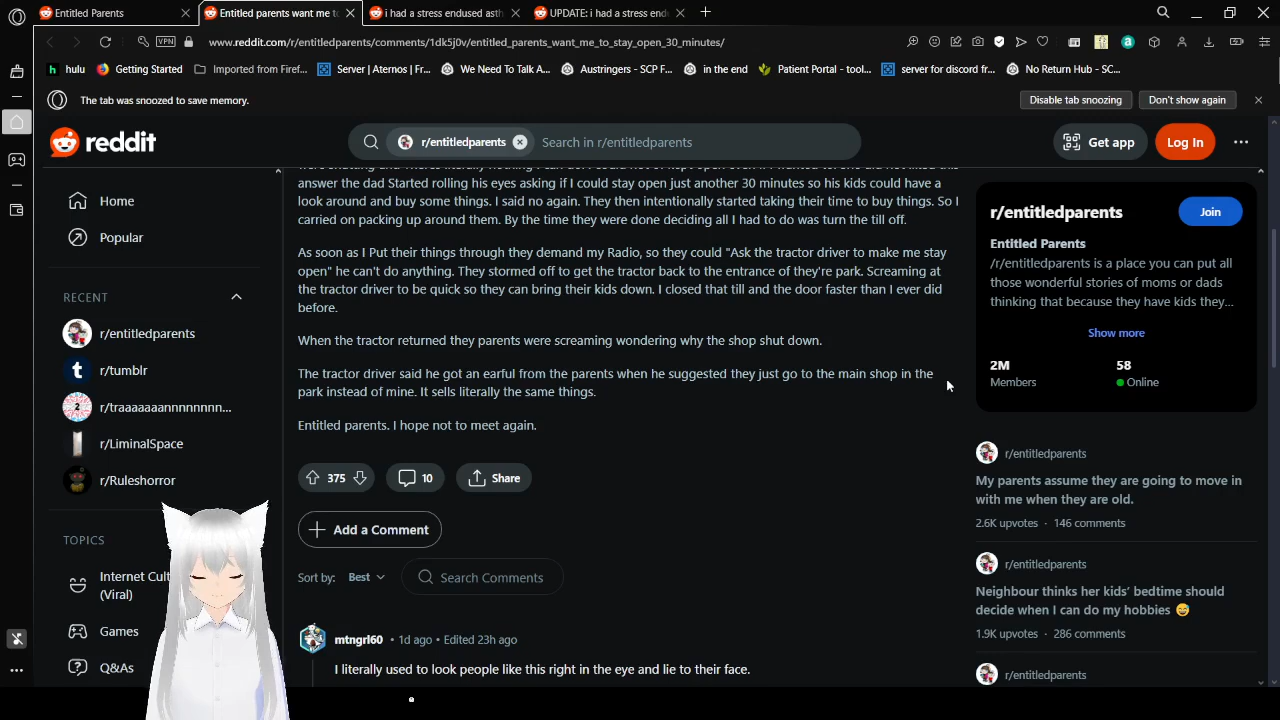 Entitled Parents
Entitled parents want me to
i had a stress endused asth
UPDATE: i had a stress end
VPN
www.reddit.com/r/entitledparents/comments/1dk5j0v/entitled_parents_want_me_to_stay_open_30_minutes/
hulu
Getting Started
Imported from Firef...
Server | Aternos | Fr...
We Need To Talk A...
Austringers - SCP F...
in the end
Patient Portal - tool...
server for discord fr...
No Return Hub - SC...
The tab was snoozed to save memory.
Disable tab snoozing
Don't show again
reddit
r/entitledparents
Search in r/entitledparents
Get app
Log In
Home
Popular
RECENT
r/entitledparents
r/tumblr
r/traaaaaaannnnnnnn...
r/LiminalSpace
r/Ruleshorror
TOPICS
Internet Cult
(Viral)
Games
Q&As
answer the dad Started rolling his eyes asking if I could stay open just another 30 minutes so his kids could have a
look around and buy some things. I said no again. They then intentionally started taking their time to buy things. So I
carried on packing up around them. By the time they were done deciding all I had to do was turn the till off.
As soon as I Put their things through they demand my Radio, so they could "Ask the tractor driver to make me stay
open" he can't do anything. They stormed off to get the tractor back to the entrance of they're park. Screaming at
the tractor driver to be quick so they can bring their kids down. I closed that till and the door faster than I ever did
before.
When the tractor returned they parents were screaming wondering why the shop shut down.
The tractor driver said he got an earful from the parents when he suggested they just go to the main shop in the
park instead of mine. It sells literally the same things.
Entitled parents. I hope not to meet again.
375
10
Share
Add a Comment
Sort by:
Best
Search Comments
mtngrl60 • 1d ago • Edited 23h ago
I literally used to look people like this right in the eye and lie to their face.
r/entitledparents
Join
Entitled Parents
/r/entitledparents is a place you can put all
those wonderful stories of moms or dads
thinking that because they have kids they...
Show more
2M
Members
58
Online
r/entitledparents
My parents assume they are going to move in
with me when they are old.
2.6K upvotes · 146 comments
r/entitledparents
Neighbour thinks her kids' bedtime should
decide when I can do my hobbies 😅
1.9K upvotes · 286 comments
r/entitledparents